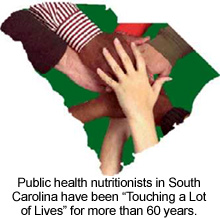 Public health nutritionists in South
Carolina have been “Touching a Lot
of Lives” for more than 60 years.